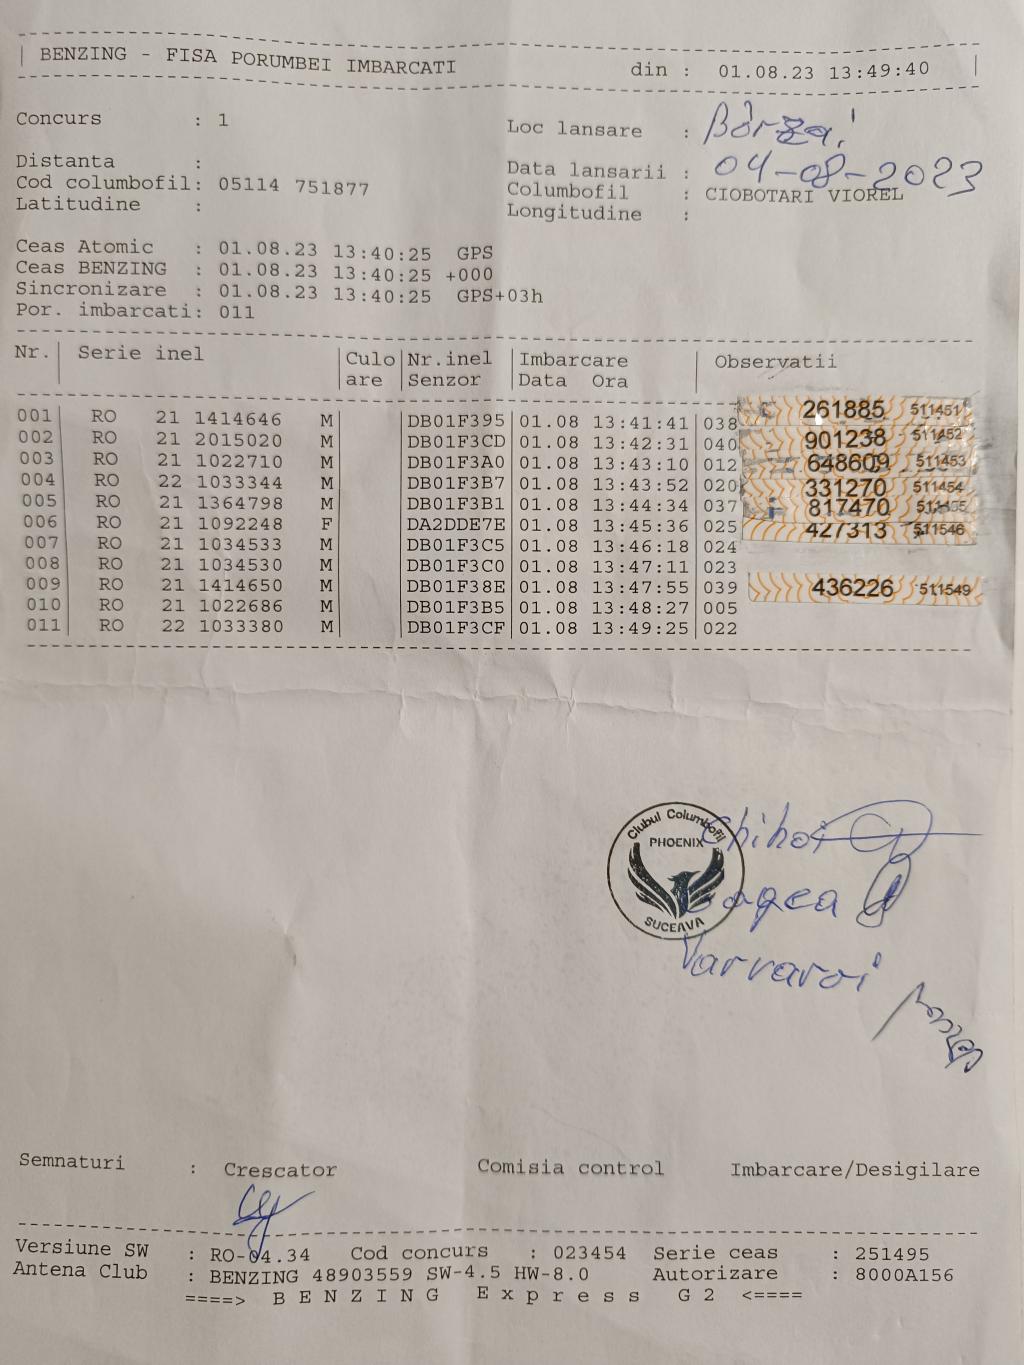 BENZING - FISA PORUMBEI IMBARCATI din : 01.08.23 13:49:40
Concurs : 1
Loc lansare : Bârzai
Distanta :
Data lansarii : 04-08-2023
Cod columbofil: 05114 751877
Columbofil : CIOBOTARI VIOREL
Latitudine :
Longitudine :
Ceas Atomic : 01.08.23 13:40:25 GPS
Ceas BENZING : 01.08.23 13:40:25 +000
Sincronizare : 01.08.23 13:40:25 GPS+03h
Por. imbarcati: 011
Nr. Serie inel Culo Nr.inel Imbarcare Observatii
are Senzor Data Ora
001 RO 21 1414646 M DB01F395 01.08 13:41:41 038 261885 511451
002 RO 21 2015020 M DB01F3CD 01.08 13:42:31 040 901238 511452
003 RO 21 1022710 M DB01F3A0 01.08 13:43:10 012 648609 511453
004 RO 22 1033344 M DB01F3B7 01.08 13:43:52 020 331270 511454
005 RO 21 1364798 M DB01F3B1 01.08 13:44:34 037 817470
006 RO 21 1092248 F DA2DDE7E 01.08 13:45:36 025 427313 511546
007 RO 21 1034533 M DB01F3C5 01.08 13:46:18 024
008 RO 21 1034530 M DB01F3C0 01.08 13:47:11 023
009 RO 21 1414650 M DB01F38E 01.08 13:47:55 039 436226 511549
010 RO 21 1022686 M DB01F3B5 01.08 13:48:27 005
011 RO 22 1033380 M DB01F3CF 01.08 13:49:25 022
Clubul Columbofil
PHOENIX
SUCEAVA
Varvaroi
Semnaturi : Crescator Comisia control Imbarcare/Desigilare
Versiune SW : RO-04.34 Cod concurs : 023454 Serie ceas : 251495
Antena Club : BENZING 48903559 SW-4.5 HW-8.0 Autorizare : 8000A156
====> B E N Z I N G E x p r e s s G 2 <====